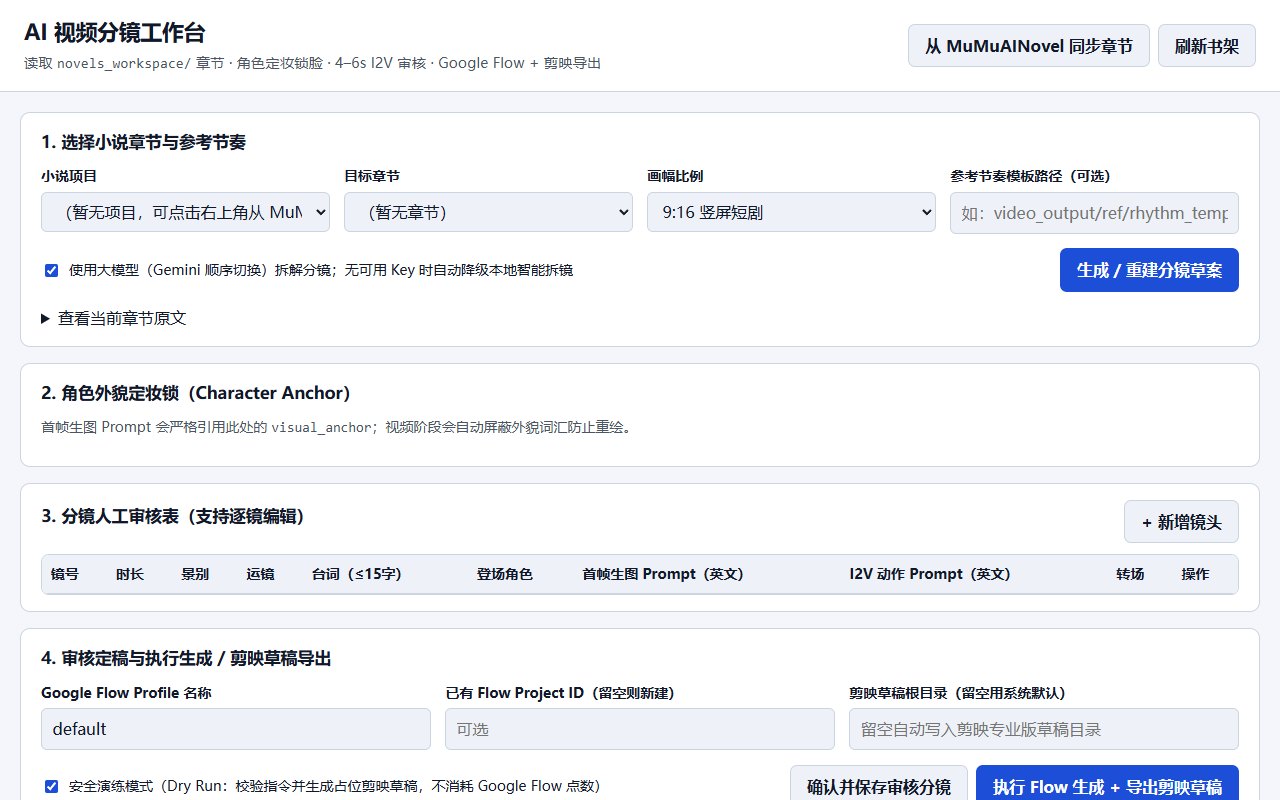 AI 视频分镜工作台
读取 novels_workspace/ 章节 · 角色定妆锁脸 · 4–6s I2V 审核 · Google Flow + 剪映导出
从 MuMuAINovel 同步章节
刷新书架
1. 选择小说章节与参考节奏
小说项目
目标章节
画幅比例
参考节奏模板路径（可选）
（暂无项目，可点击右上角从 MuM
（暂无章节）
9:16 竖屏短剧
如：video_output/ref/rhythm_temp
使用大模型（Gemini 顺序切换）拆解分镜；无可用 Key 时自动降级本地智能拆镜
生成 / 重建分镜草案
查看当前章节原文
2. 角色外貌定妆锁（Character Anchor）
首帧生图 Prompt 会严格引用此处的 visual_anchor；视频阶段会自动屏蔽外貌词汇防止重绘。
3. 分镜人工审核表（支持逐镜编辑）
+ 新增镜头
镜号 时长 景别 运镜 台词（≤15字） 登场角色 首帧生图 Prompt（英文） I2V 动作 Prompt（英文） 转场 操作
4. 审核定稿与执行生成 / 剪映草稿导出
Google Flow Profile 名称
已有 Flow Project ID（留空则新建）
剪映草稿根目录（留空用系统默认）
default
可选
留空自动写入剪映专业版草稿目录
安全演练模式（Dry Run：校验指令并生成占位剪映草稿，不消耗 Google Flow 点数）
确认并保存审核分镜
执行 Flow 生成 + 导出剪映草稿